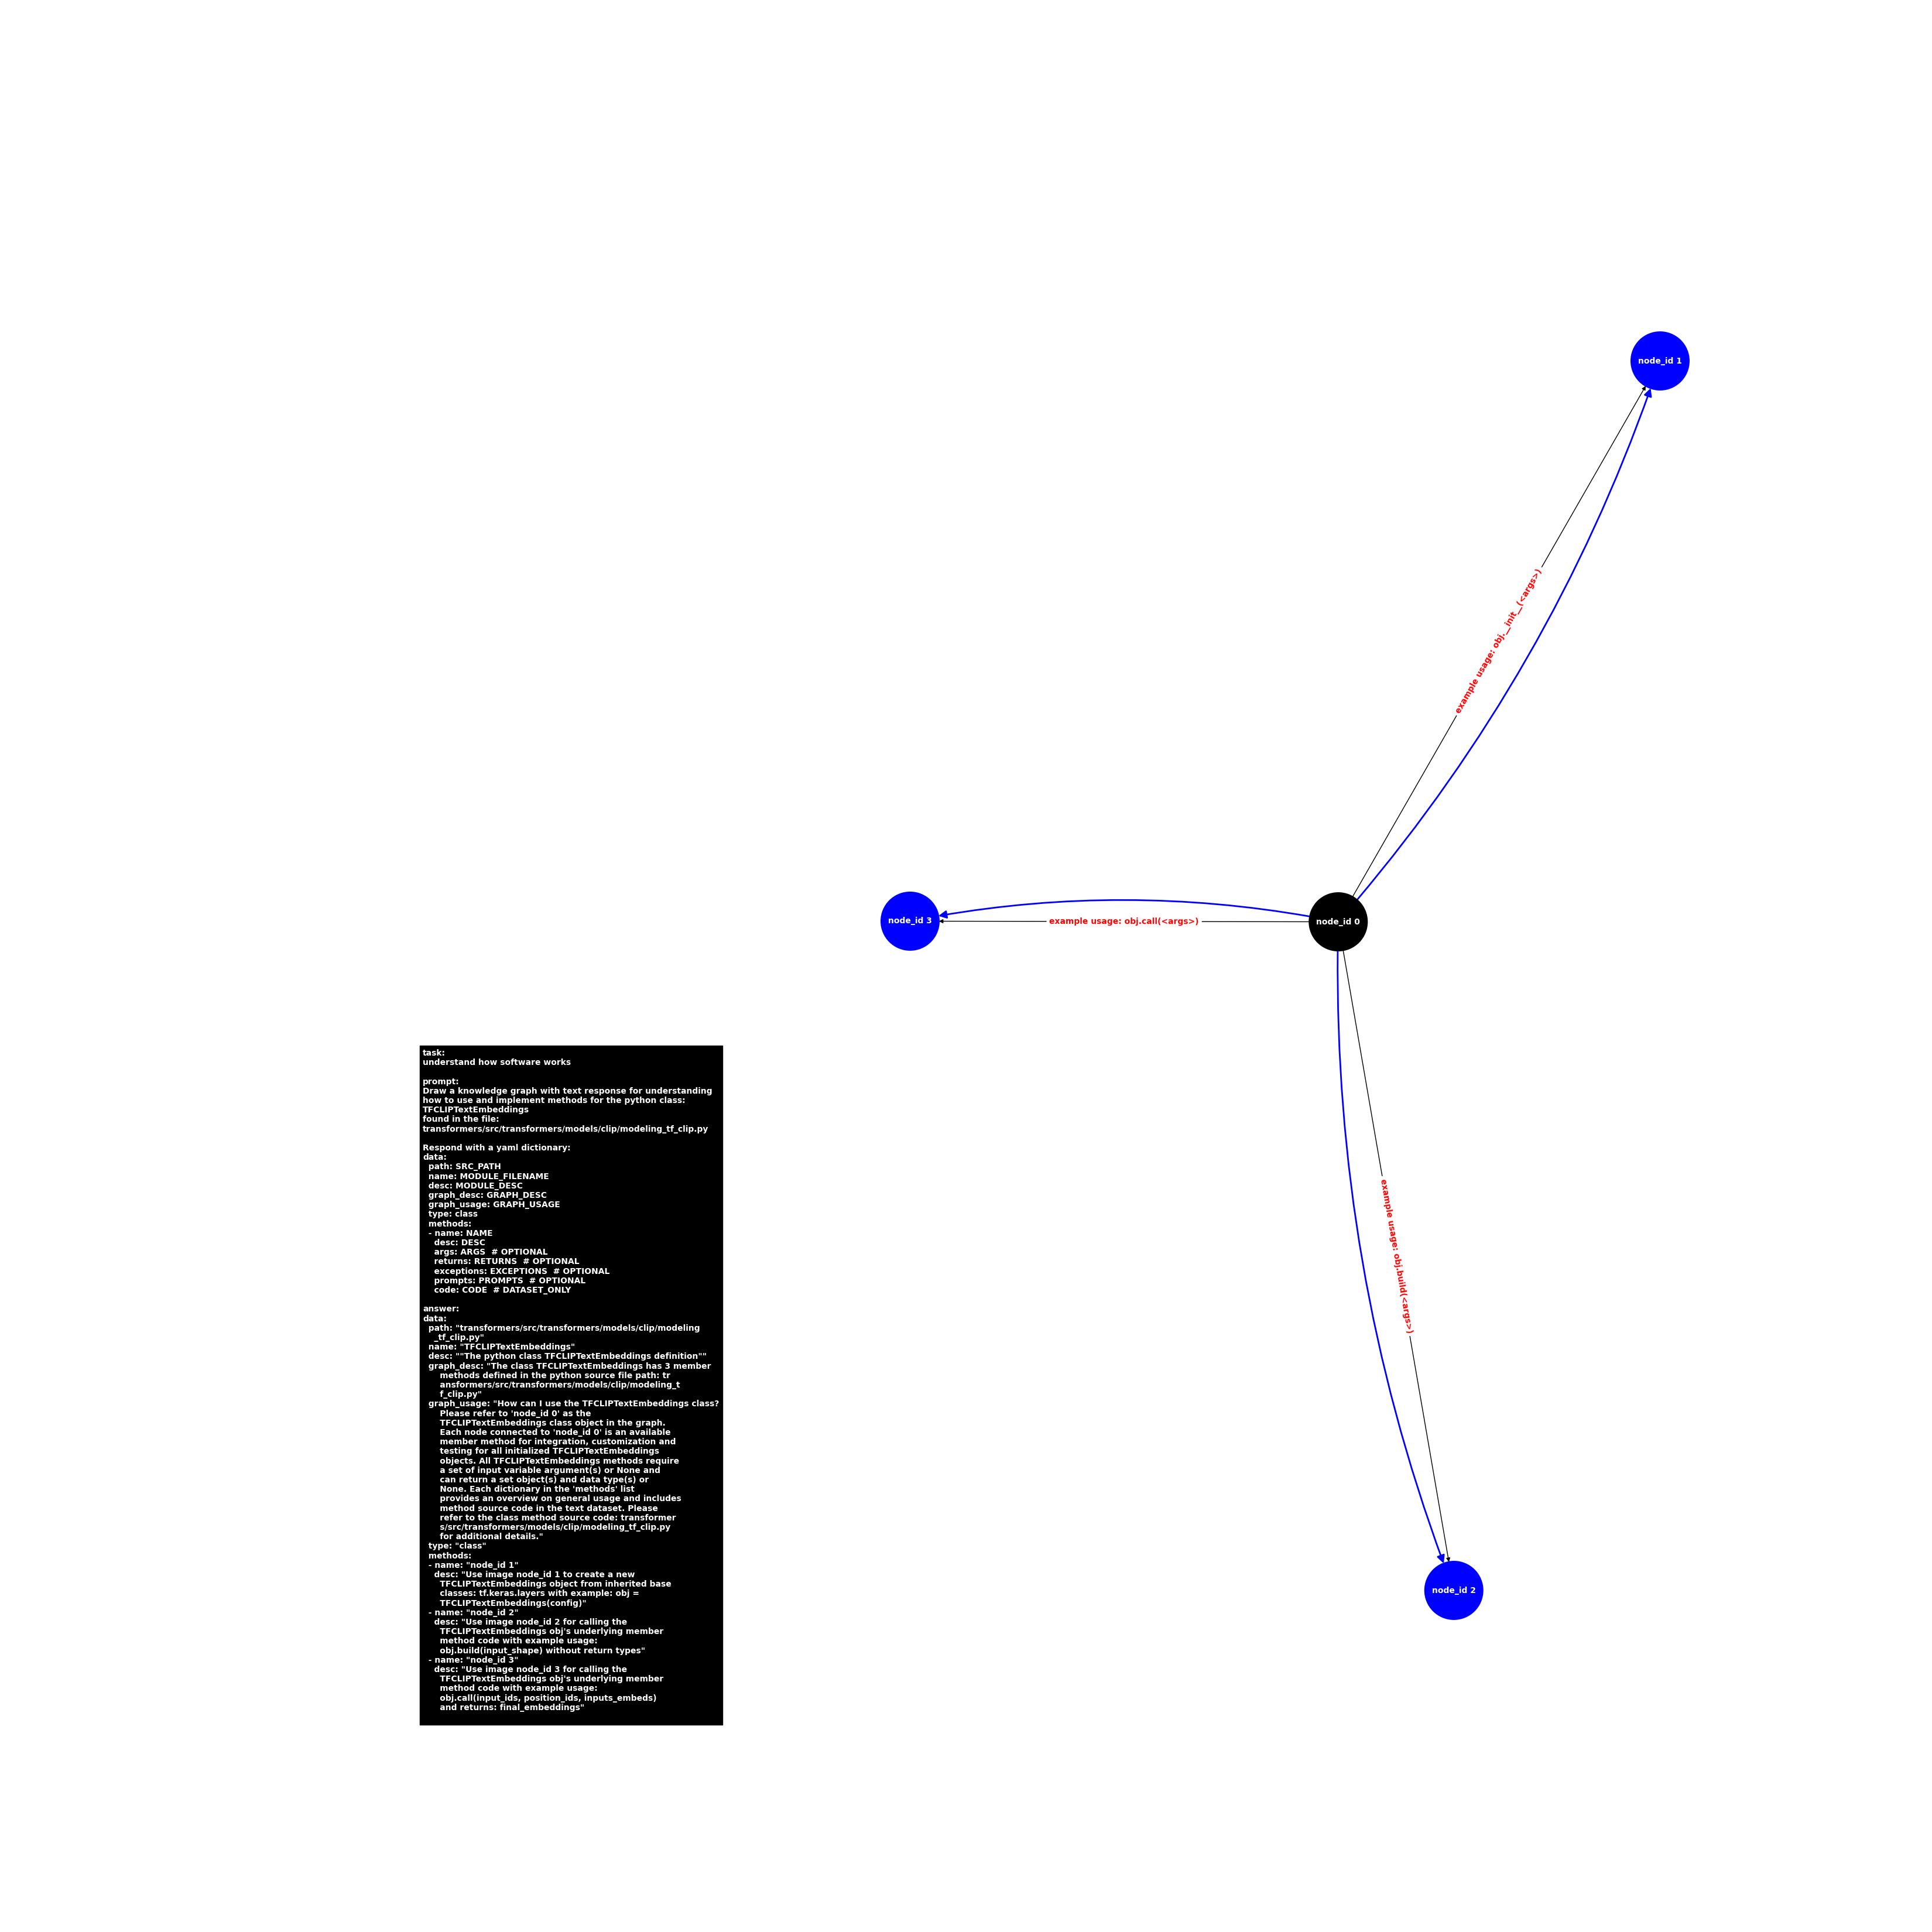 node_id 1
example usage: obj.__init__(<args>)
node_id 3
example usage: obj.call(<args>)
node_id 0
example usage: obj.build(<args>)
node_id 2
task:
understand how software works

prompt:
Draw a knowledge graph with text response for understanding
how to use and implement methods for the python class:
TFCLIPTextEmbeddings
found in the file:
transformers/src/transformers/models/clip/modeling_tf_clip.py

Respond with a yaml dictionary:
data:
  path: SRC_PATH
  name: MODULE_FILENAME
  desc: MODULE_DESC
  graph_desc: GRAPH_DESC
  graph_usage: GRAPH_USAGE
  type: class
  methods:
  - name: NAME
    desc: DESC
    args: ARGS  # OPTIONAL
    returns: RETURNS  # OPTIONAL
    exceptions: EXCEPTIONS  # OPTIONAL
    prompts: PROMPTS  # OPTIONAL
    code: CODE  # DATASET_ONLY

answer:
data:
  path: "transformers/src/transformers/models/clip/modeling
    _tf_clip.py"
  name: "TFCLIPTextEmbeddings"
  desc: ""The python class TFCLIPTextEmbeddings definition""
  graph_desc: "The class TFCLIPTextEmbeddings has 3 member
      methods defined in the python source file path: tr
      ansformers/src/transformers/models/clip/modeling_t
      f_clip.py"
  graph_usage: "How can I use the TFCLIPTextEmbeddings class?
      Please refer to 'node_id 0' as the
      TFCLIPTextEmbeddings class object in the graph.
      Each node connected to 'node_id 0' is an available
      member method for integration, customization and
      testing for all initialized TFCLIPTextEmbeddings
      objects. All TFCLIPTextEmbeddings methods require
      a set of input variable argument(s) or None and
      can return a set object(s) and data type(s) or
      None. Each dictionary in the 'methods' list
      provides an overview on general usage and includes
      method source code in the text dataset. Please
      refer to the class method source code: transformer
      s/src/transformers/models/clip/modeling_tf_clip.py
      for additional details."
  type: "class"
  methods:
  - name: "node_id 1"
    desc: "Use image node_id 1 to create a new
      TFCLIPTextEmbeddings object from inherited base
      classes: tf.keras.layers with example: obj =
      TFCLIPTextEmbeddings(config)"
  - name: "node_id 2"
    desc: "Use image node_id 2 for calling the
      TFCLIPTextEmbeddings obj's underlying member
      method code with example usage:
      obj.build(input_shape) without return types"
  - name: "node_id 3"
    desc: "Use image node_id 3 for calling the
      TFCLIPTextEmbeddings obj's underlying member
      method code with example usage:
      obj.call(input_ids, position_ids, inputs_embeds)
      and returns: final_embeddings"